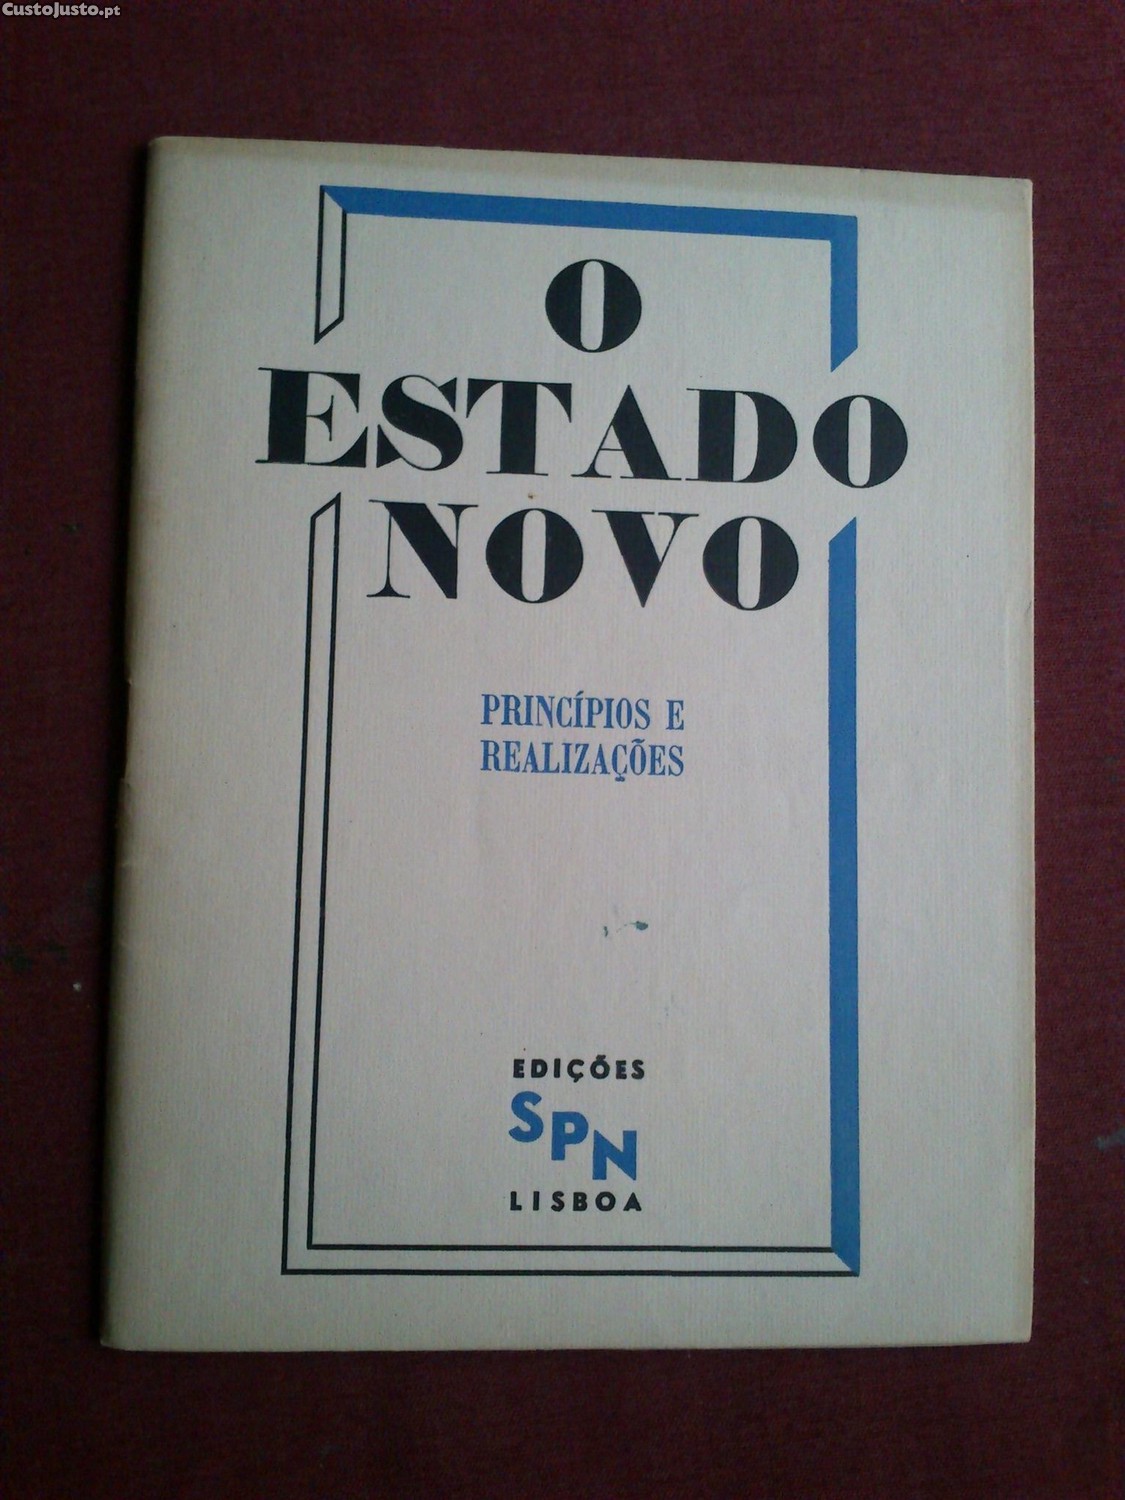 CustoJusto.pt
O
ESTADO
NOVO
PRINCÍPIOS E
REALIZAÇÕES
EDIÇÕES
SPN
LISBOA